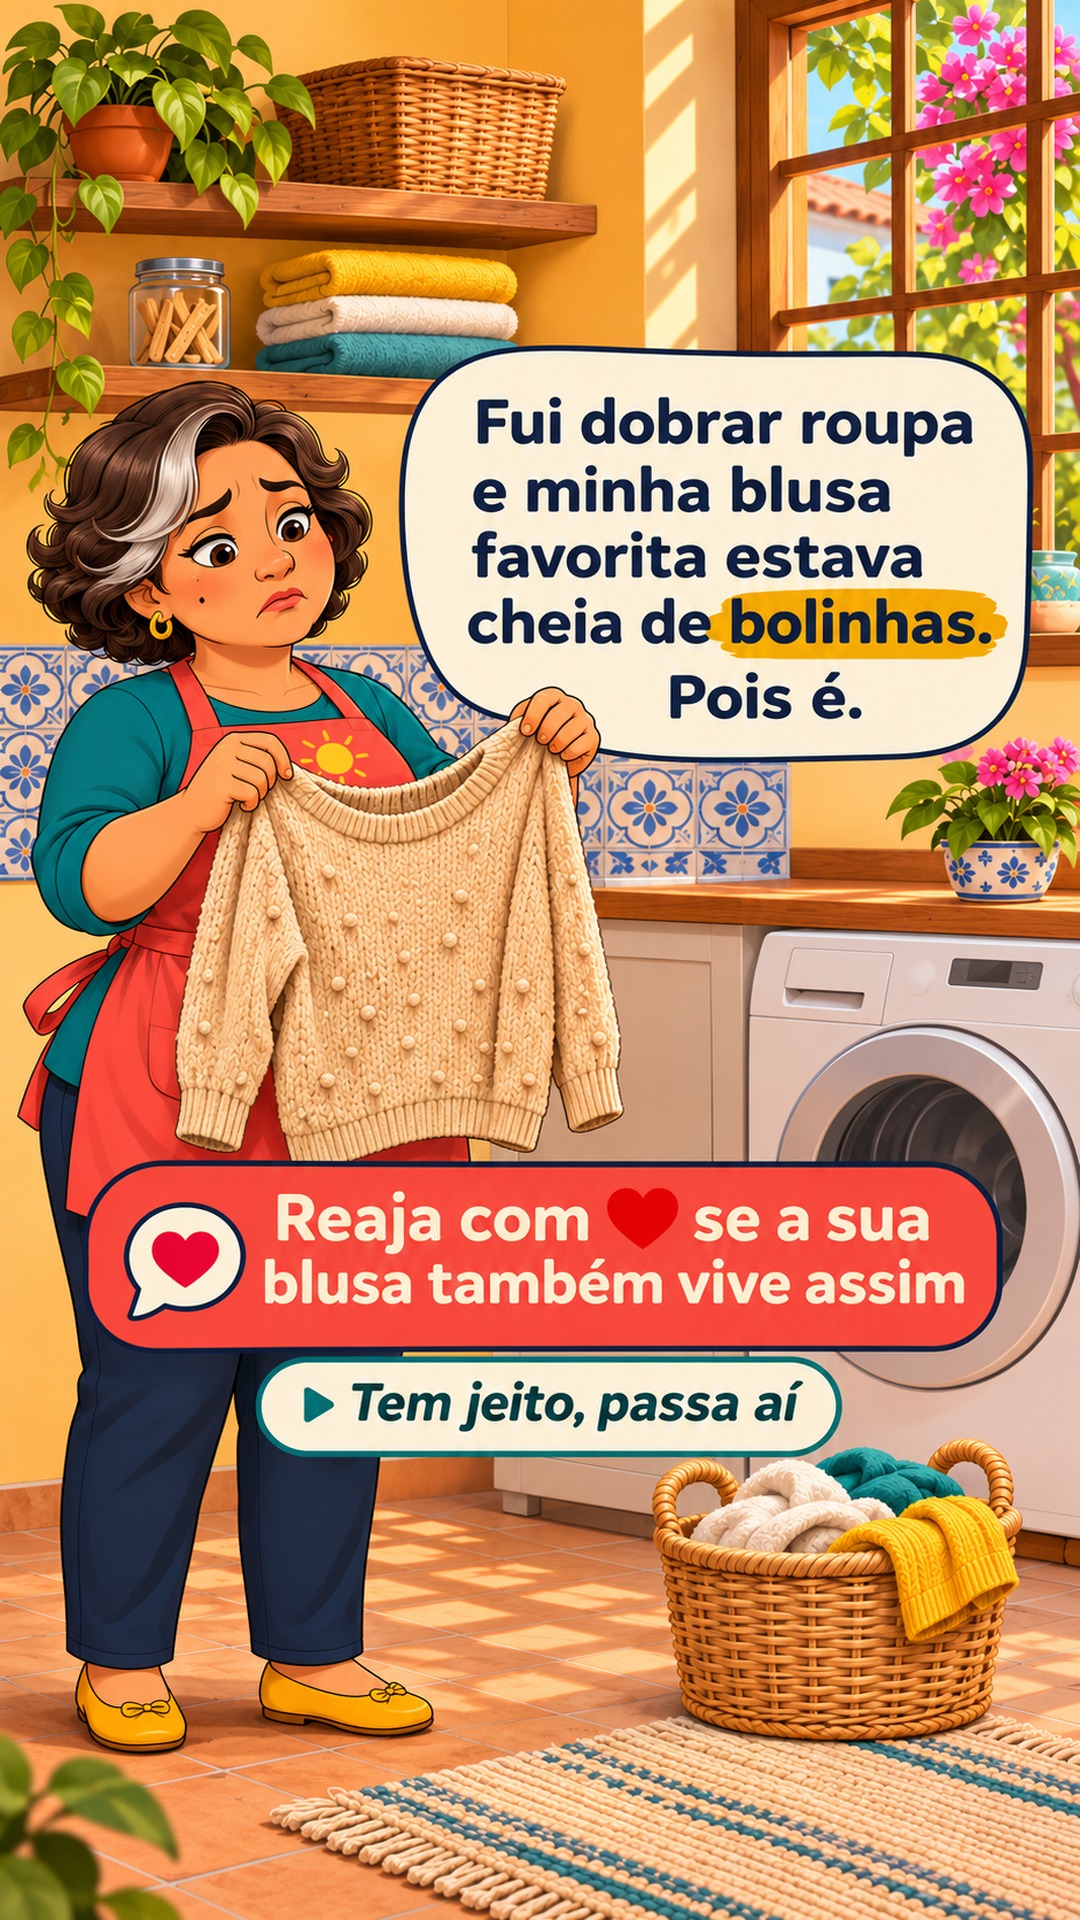 Fui dobrar roupa
e minha blusa
favorita estava
cheia de bolinhas.
Pois é.
Reaja com ❤ se a sua
blusa também vive assim
Tem jeito, passa aí